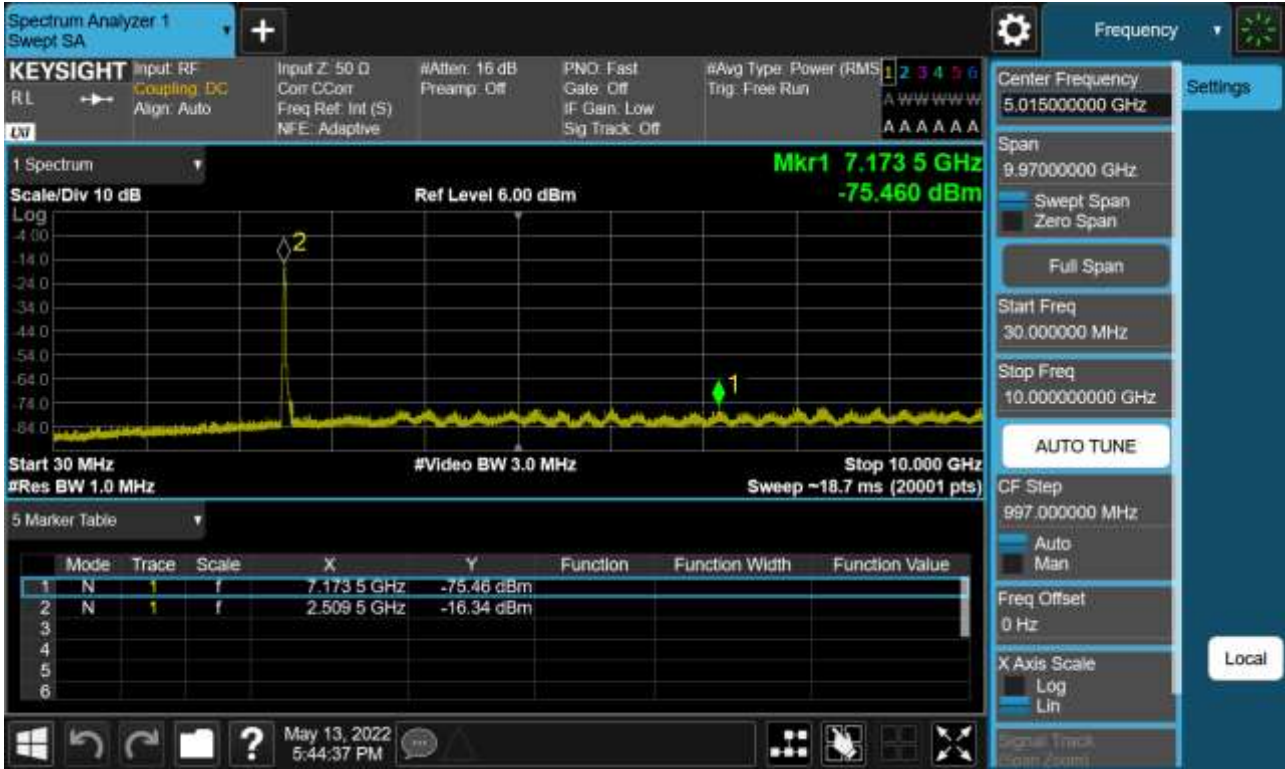 Spectrum Analyzer 1
Swept SA
+
Frequency
KEYSIGHT
RL
LXI
Input: RF
Coupling: DC
Align: Auto
Input Z: 50 Ω
Corr CCorr
Freq Ref: Int (S)
NFE: Adaptive
#Atten: 16 dB
Preamp: Off
PNO: Fast
Gate: Off
IF Gain: Low
Sig Track: Off
#Avg Type: Power (RMS
Trig: Free Run
1 2 3 4 5 6
A W W W W W
A A A A A A
1 Spectrum
Scale/Div 10 dB
Ref Level 6.00 dBm
Mkr1 7.173 5 GHz
-75.460 dBm
Log
-4.00
-14.0
-24.0
-34.0
-44.0
-54.0
-64.0
-74.0
-84.0
2
1
Start 30 MHz
#Res BW 1.0 MHz
#Video BW 3.0 MHz
Stop 10.000 GHz
Sweep ~18.7 ms (20001 pts)
5 Marker Table
Mode Trace Scale X Y Function Function Width Function Value
1 N 1 f 7.173 5 GHz -75.46 dBm
2 N 1 f 2.509 5 GHz -16.34 dBm
3
4
5
6
?
May 13, 2022
5:44:37 PM
Center Frequency
5.015000000 GHz
Settings
Span
9.97000000 GHz
Swept Span
Zero Span
Full Span
Start Freq
30.000000 MHz
Stop Freq
10.000000000 GHz
AUTO TUNE
CF Step
997.000000 MHz
Auto
Man
Freq Offset
0 Hz
X Axis Scale
Log
Lin
Local
Signal Track
(Span Zoom)